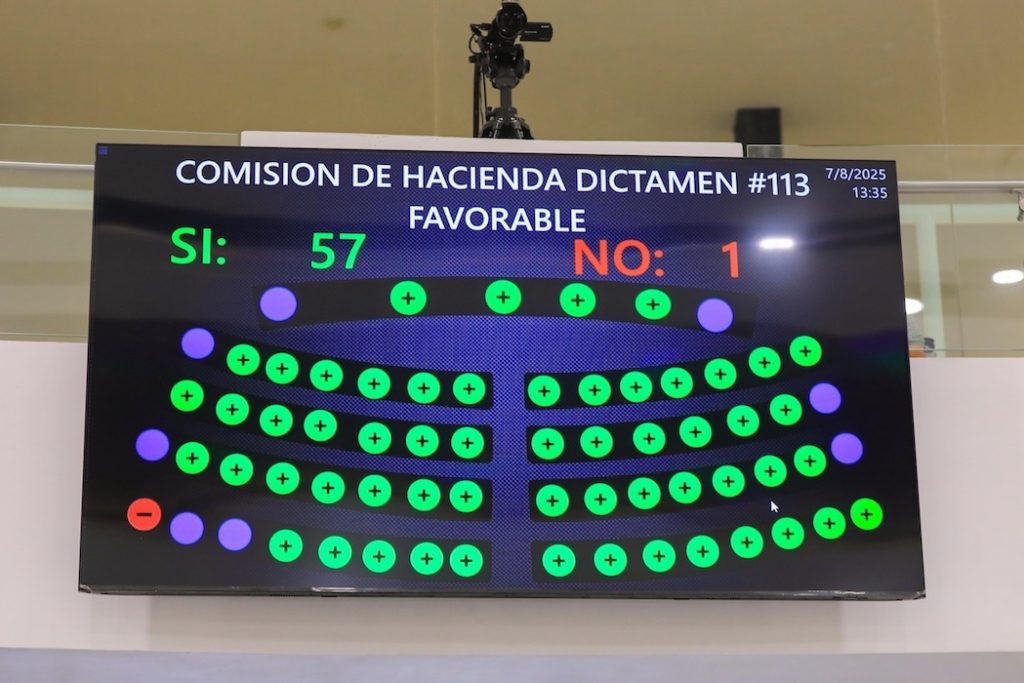 COMISION DE HACIENDA DICTAMEN #113
FAVORABLE
7/8/2025
13:35
SI: 57
NO: 1